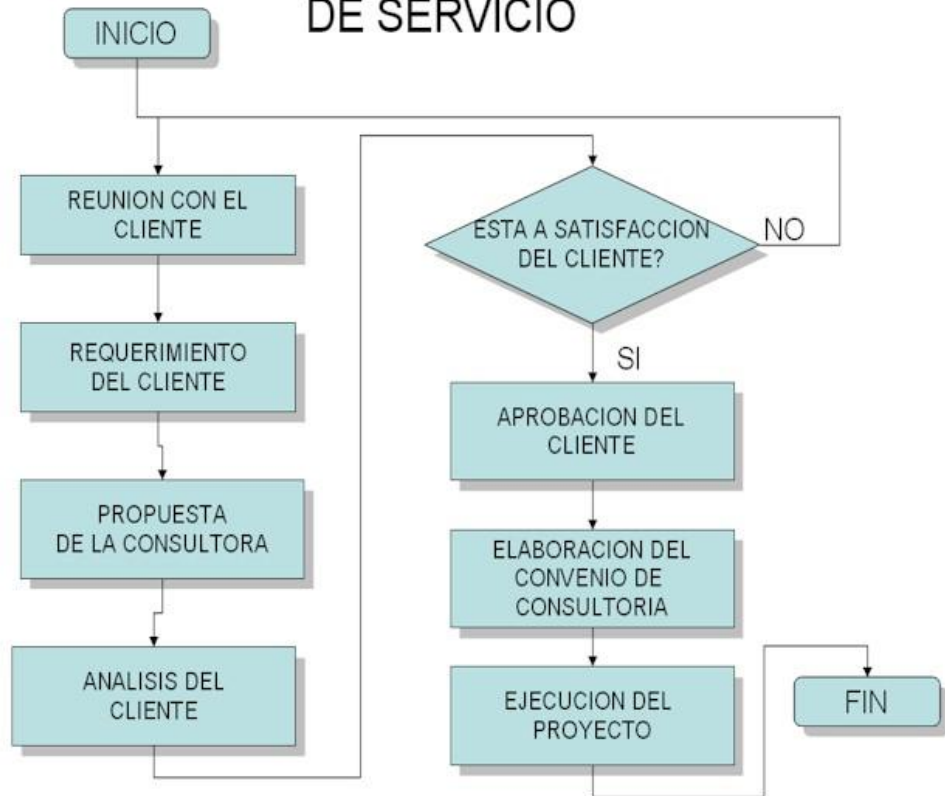 DE SERVICIO
INICIO
REUNION CON EL
CLIENTE
REQUERIMIENTO
DEL CLIENTE
PROPUESTA
DE LA CONSULTORA
ANALISIS DEL
CLIENTE
ESTA A SATISFACCION
DEL CLIENTE?
NO
SI
APROBACION DEL
CLIENTE
ELABORACION DEL
CONVENIO DE
CONSULTORIA
EJECUCION DEL
PROYECTO
FIN